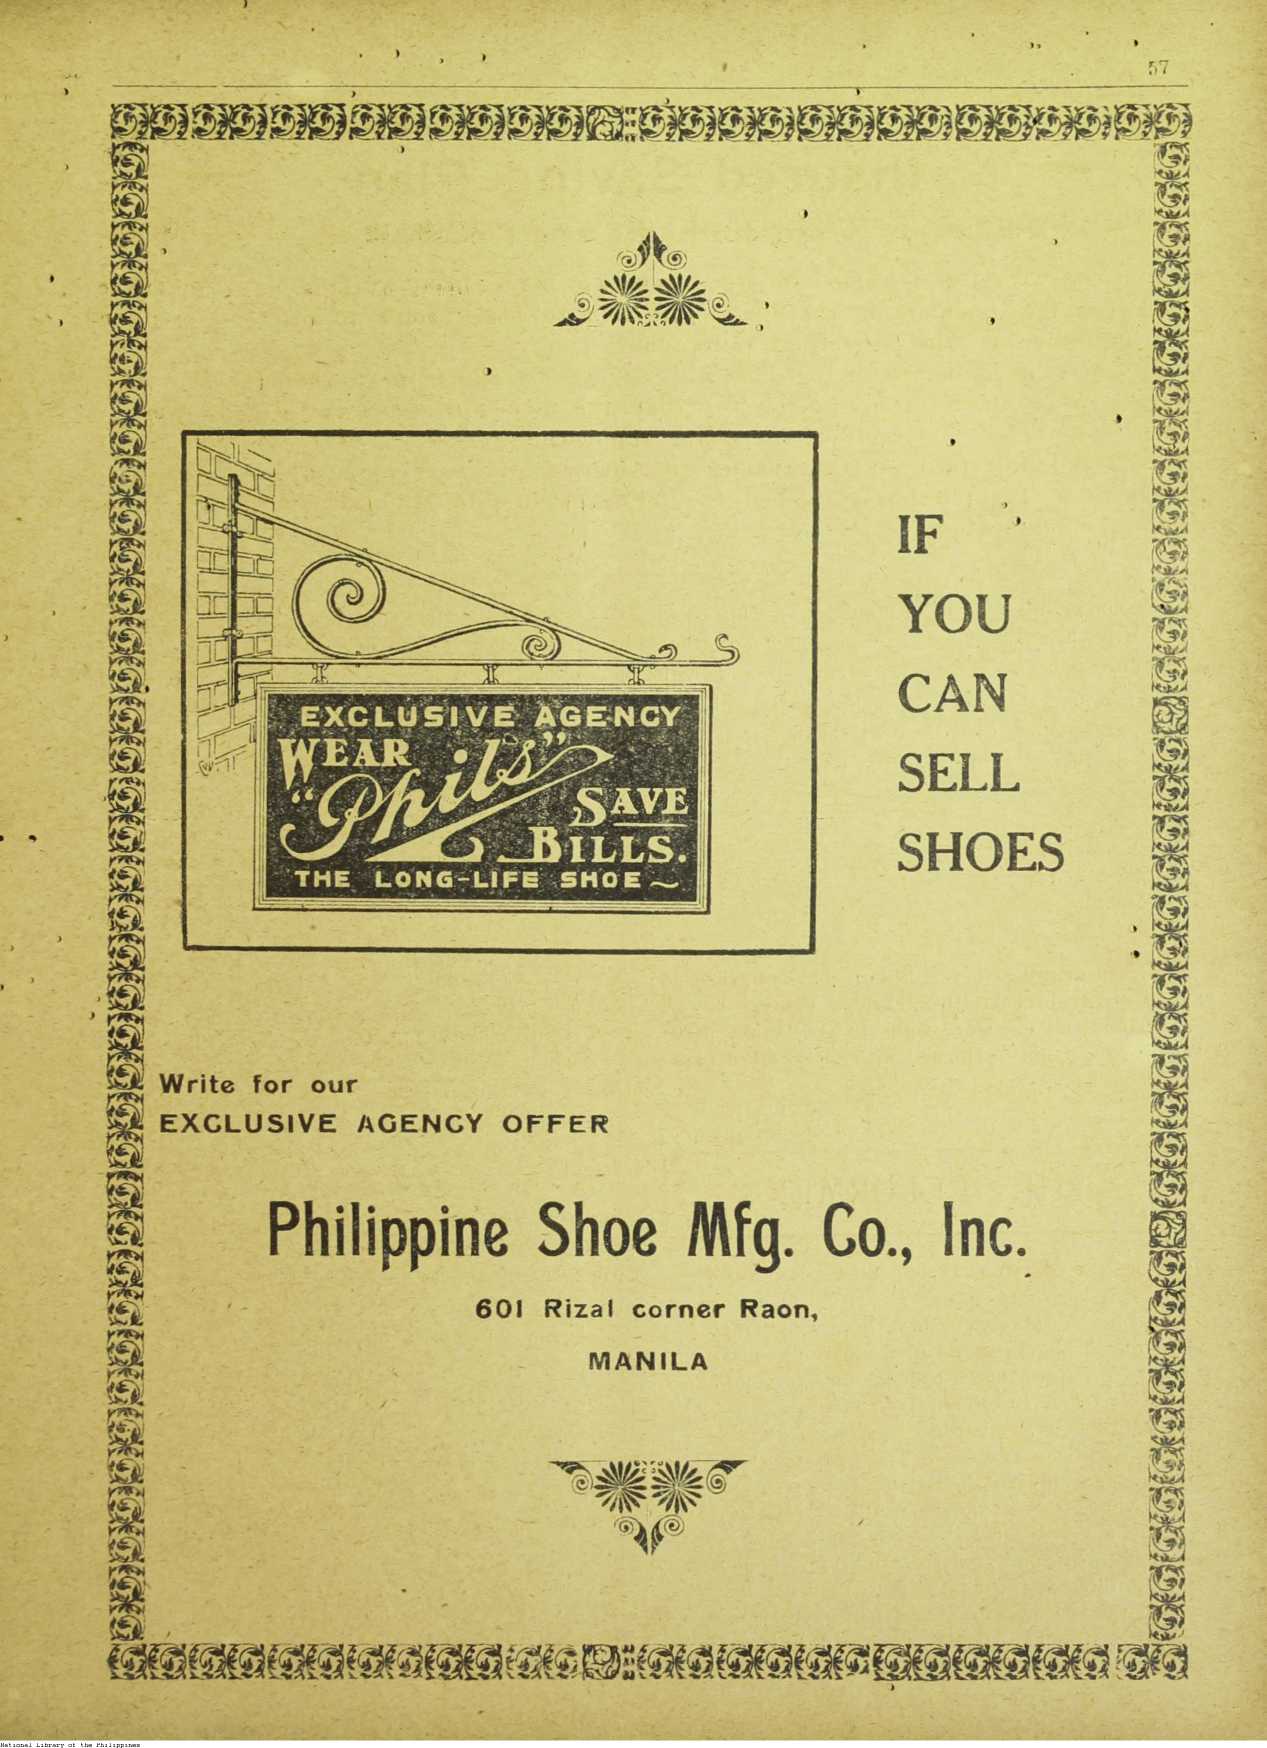 57
EXCLUSIVE AGENCY
WEAR
"Phils"
SAVE
BILLS.
THE LONG-LIFE SHOE
IF
YOU
CAN
SELL
SHOES
Write for our
EXCLUSIVE AGENCY OFFER
Philippine Shoe Mfg. Co., Inc.
601 Rizal corner Raon,
MANILA
National Library of the Philippines